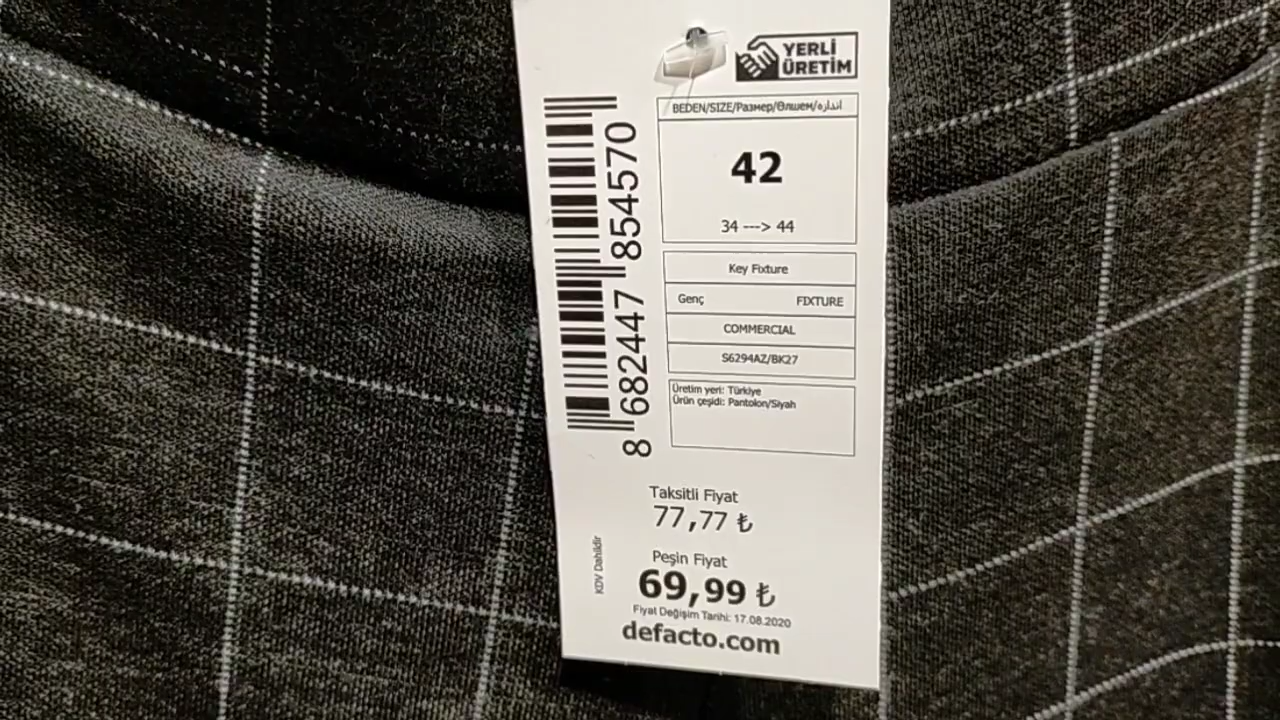 YERLİ
ÜRETİM
BEDEN/SIZE/Размер/Өлшем/اندازه
42
34 ---> 44
Key Fixture
Genç FIXTURE
COMMERCIAL
S6294AZ/BK27
Üretim yeri: Türkiye
Ürün çeşidi: Pantolon/Siyah
8 682447 854570
Taksitli Fiyat
77,77 ₺
KDV Dahildir
Peşin Fiyat
69,99 ₺
Fiyat Değişim Tarihi: 17.08.2020
defacto.com